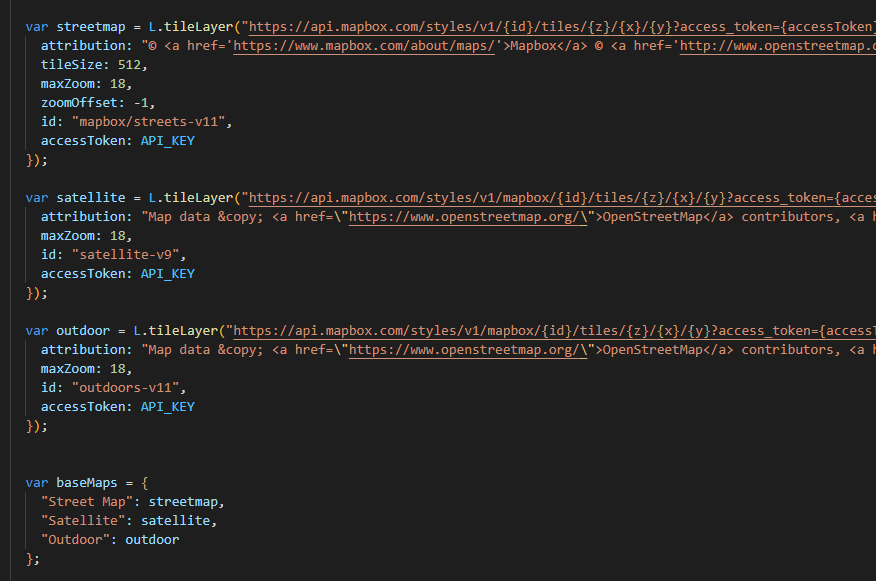 var streetmap = L.tileLayer("https://api.mapbox.com/styles/v1/{id}/tiles/{z}/{x}/{y}?access_token={accessToken}
attribution: "© <a href='https://www.mapbox.com/about/maps/'>Mapbox</a> © <a href='http://www.openstreetmap.
tileSize: 512,
maxZoom: 18,
zoomOffset: -1,
id: "mapbox/streets-v11",
accessToken: API_KEY
});
var satellite = L.tileLayer("https://api.mapbox.com/styles/v1/mapbox/{id}/tiles/{z}/{x}/{y}?access_token={acces
attribution: "Map data &copy; <a href=\"https://www.openstreetmap.org/\">OpenStreetMap</a> contributors, <a
maxZoom: 18,
id: "satellite-v9",
accessToken: API_KEY
});
var outdoor = L.tileLayer("https://api.mapbox.com/styles/v1/mapbox/{id}/tiles/{z}/{x}/{y}?access_token={accessT
attribution: "Map data &copy; <a href=\"https://www.openstreetmap.org/\">OpenStreetMap</a> contributors, <a
maxZoom: 18,
id: "outdoors-v11",
accessToken: API_KEY
});
var baseMaps = {
"Street Map": streetmap,
"Satellite": satellite,
"Outdoor": outdoor
};